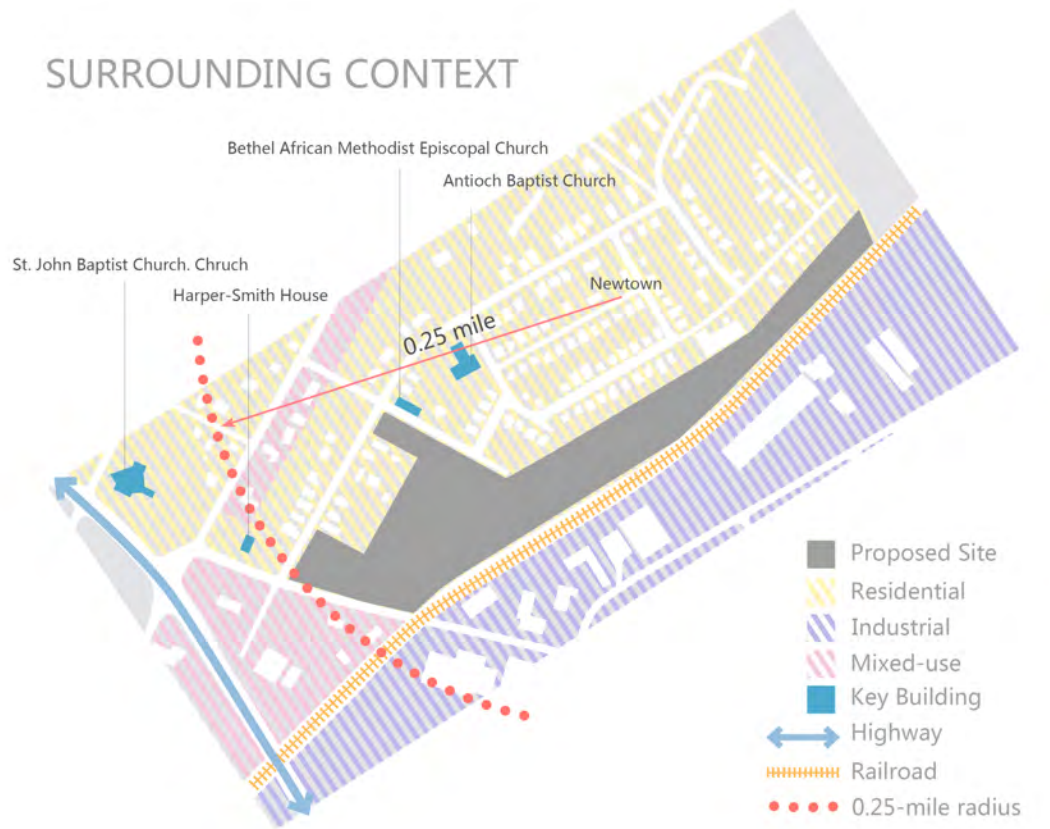 SURROUNDING CONTEXT
Bethel African Methodist Episcopal Church
Antioch Baptist Church
St. John Baptist Church. Chruch
Harper-Smith House
Newtown
0.25 mile
Proposed Site
Residential
Industrial
Mixed-use
Key Building
Highway
Railroad
0.25-mile radius